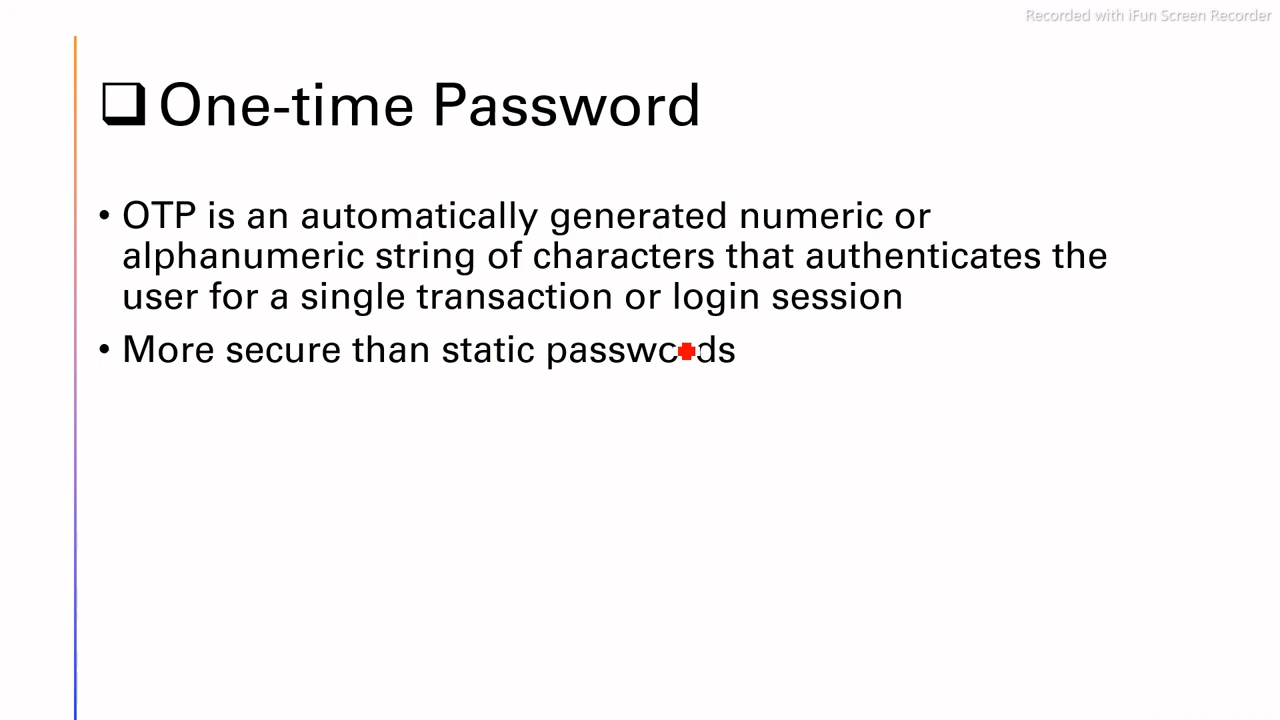 Recorded with iFun Screen Recorder
One-time Password
• OTP is an automatically generated numeric or
alphanumeric string of characters that authenticates the
user for a single transaction or login session
• More secure than static passwords